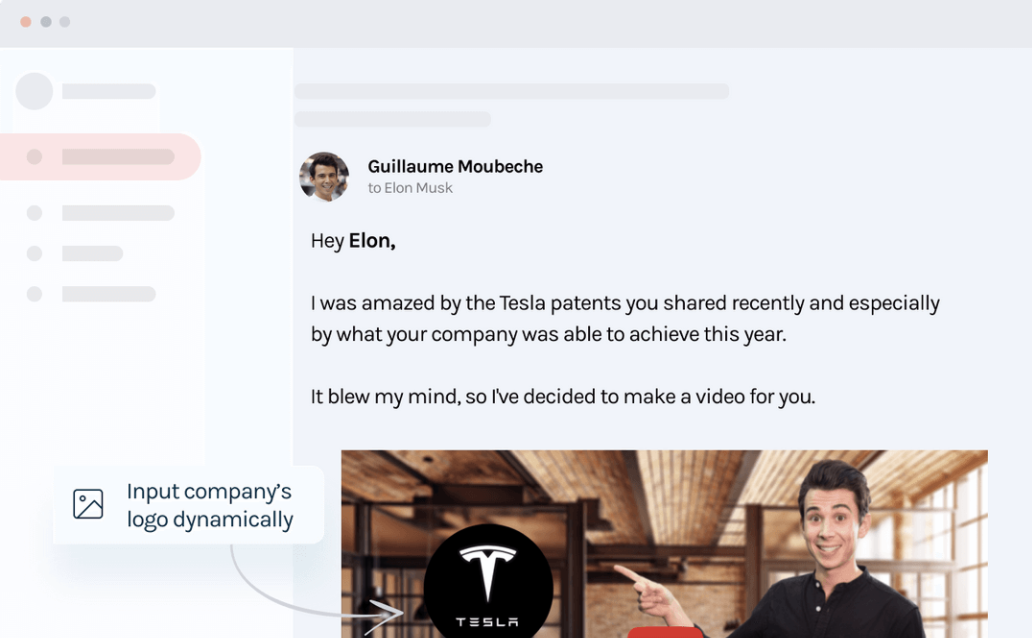 Guillaume Moubeche
to Elon Musk
Hey Elon,
I was amazed by the Tesla patents you shared recently and especially
by what your company was able to achieve this year.
It blew my mind, so I've decided to make a video for you.
Input company’s
logo dynamically
TESLA